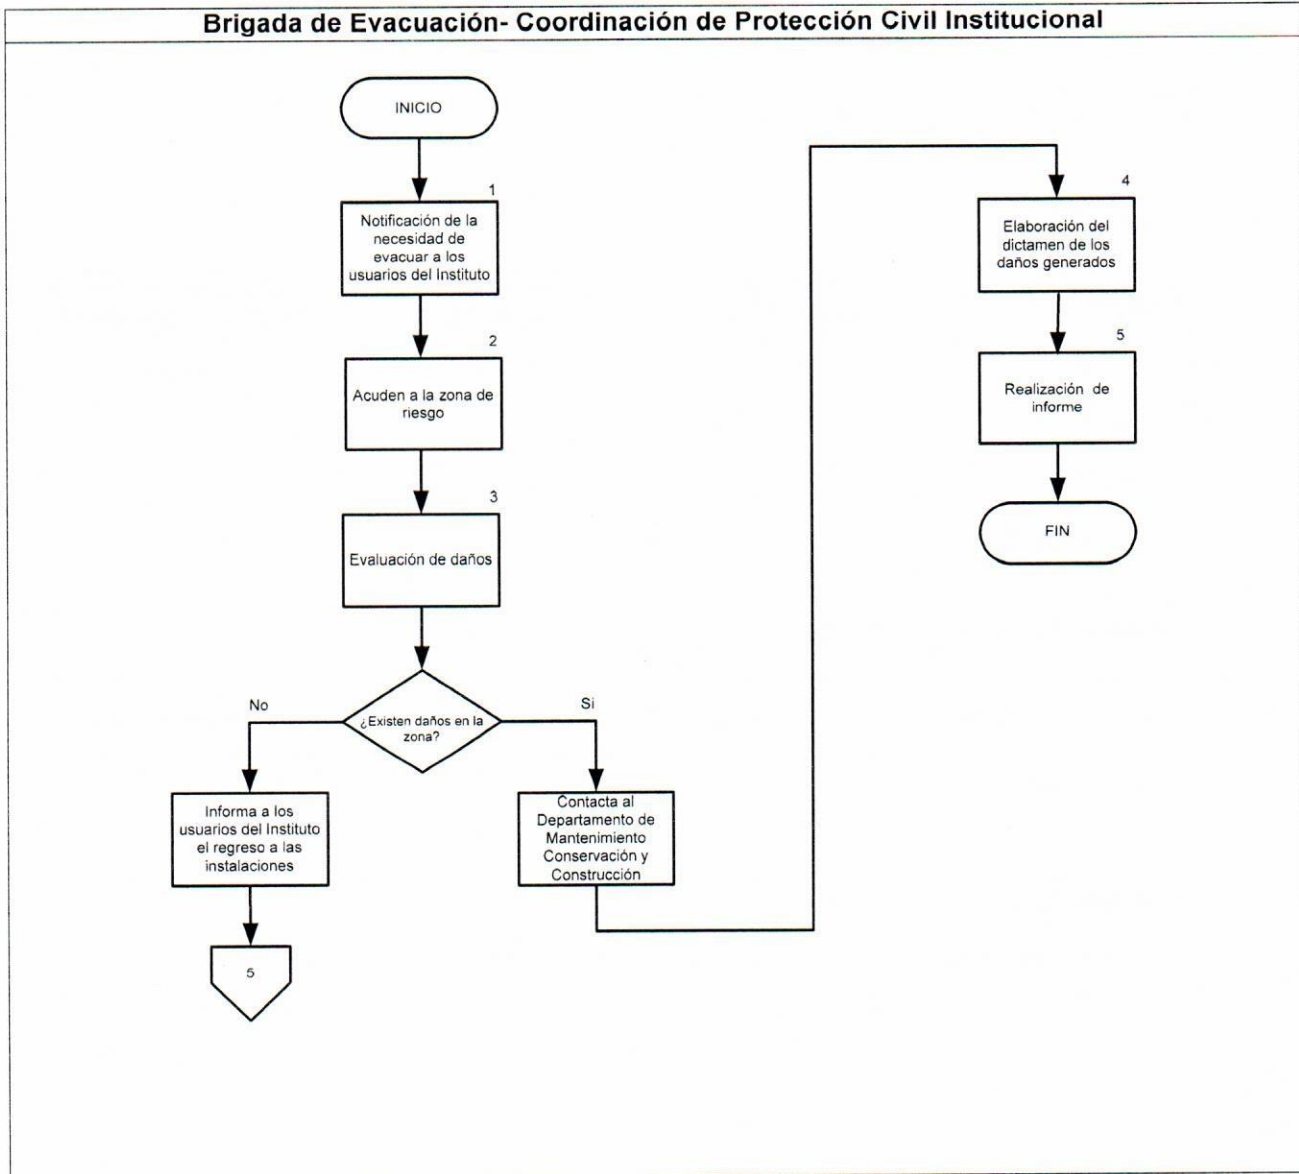 Brigada de Evacuación- Coordinación de Protección Civil Institucional
INICIO
1
Notificación de la
necesidad de
evacuar a los
usuarios del Instituto
2
Acuden a la zona de
riesgo
3
Evaluación de daños
¿Existen daños en la
zona?
No
Informa a los
usuarios del Instituto
el regreso a las
instalaciones
5
Si
Contacta al
Departamento de
Mantenimiento
Conservación y
Construcción
4
Elaboración del
dictamen de los
daños generados
5
Realización de
informe
FIN